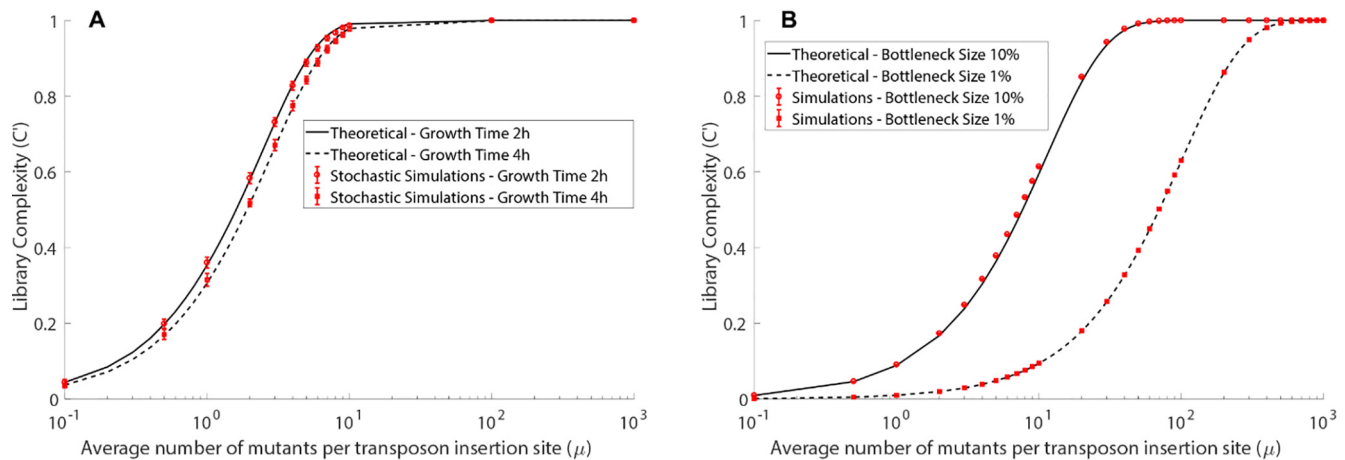 A
Library Complexity (C')
1
0.8
0.6
0.4
0.2
0
Theoretical - Growth Time 2h
Theoretical - Growth Time 4h
Stochastic Simulations - Growth Time 2h
Stochastic Simulations - Growth Time 4h
10⁻¹ 10⁰ 10¹ 10² 10³
Average number of mutants per transposon insertion site (μ)
B
Library Complexity (C')
1
0.8
0.6
0.4
0.2
0
Theoretical - Bottleneck Size 10%
Theoretical - Bottleneck Size 1%
Simulations - Bottleneck Size 10%
Simulations - Bottleneck Size 1%
10⁻¹ 10⁰ 10¹ 10² 10³
Average number of mutants per transposon insertion site (μ)